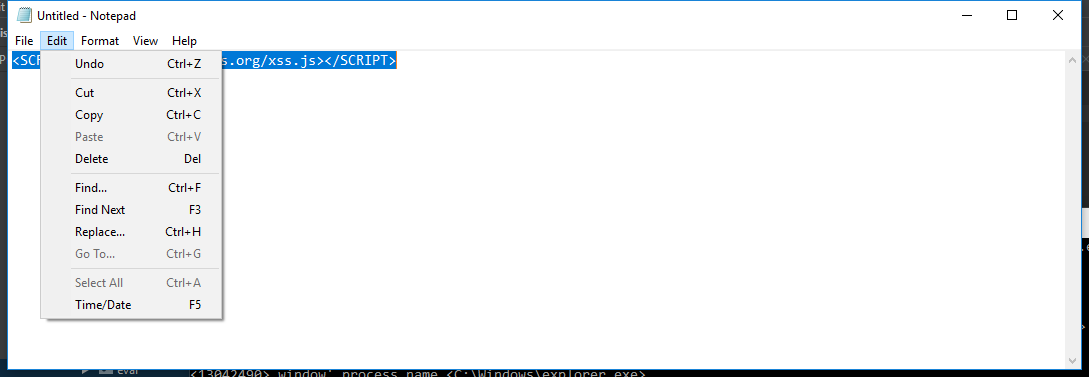 Untitled - Notepad
File Edit Format View Help
<SCR s.org/xss.js></SCRIPT>
Undo Ctrl+Z
Cut Ctrl+X
Copy Ctrl+C
Paste Ctrl+V
Delete Del
Find... Ctrl+F
Find Next F3
Replace... Ctrl+H
Go To... Ctrl+G
Select All Ctrl+A
Time/Date F5
eval
<13042490> window' process name <C:\Windows\explorer.exe>